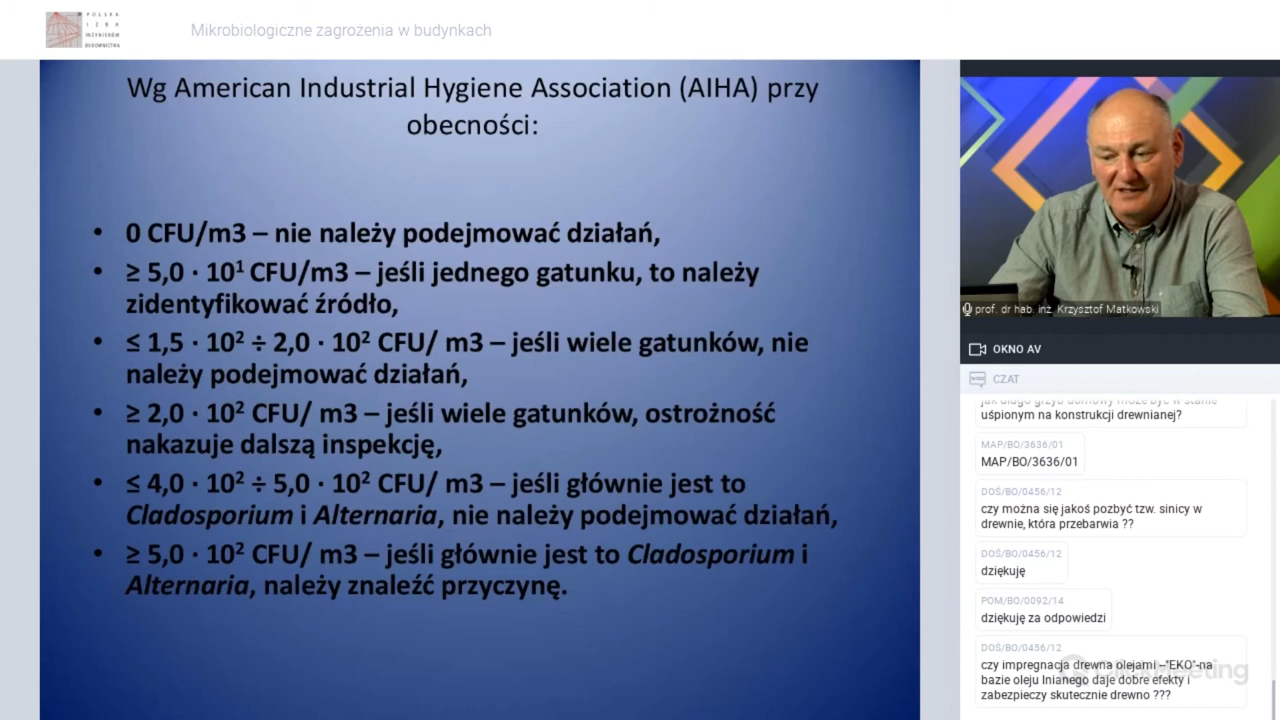 POLSKA
IZBA
INŻYNIERÓW
BUDOWNICTWA
Mikrobiologiczne zagrożenia w budynkach
Wg American Industrial Hygiene Association (AIHA) przy
obecności:
• 0 CFU/m3 – nie należy podejmować działań,
• ≥ 5,0 · 10¹ CFU/m3 – jeśli jednego gatunku, to należy
zidentyfikować źródło,
• ≤ 1,5 · 10² ÷ 2,0 · 10² CFU/ m3 – jeśli wiele gatunków, nie
należy podejmować działań,
• ≥ 2,0 · 10² CFU/ m3 – jeśli wiele gatunków, ostrożność
nakazuje dalszą inspekcję,
• ≤ 4,0 · 10² ÷ 5,0 · 10² CFU/ m3 – jeśli głównie jest to
Cladosporium i Alternaria, nie należy podejmować działań,
• ≥ 5,0 · 10² CFU/ m3 – jeśli głównie jest to Cladosporium i
Alternaria, należy znaleźć przyczynę.
prof. dr hab. inż. Krzysztof Matkowski
OKNO AV
CZAT
jak długo grzyb domowy może być w stanie
uśpionym na konstrukcji drewnianej?
MAP/BO/3636/01
MAP/BO/3636/01
DOŚ/BO/0456/12
czy można się jakoś pozbyć tzw. sinicy w
drewnie, która przebarwia ??
DOŚ/BO/0456/12
dziękuję
POM/BO/0092/14
dziękuję za odpowiedzi
DOŚ/BO/0456/12
czy impregnacja drewna olejami --"EKO"-na
bazie oleju lnianego daje dobre efekty i
zabezpieczy skutecznie drewno ???
ClickMeeting